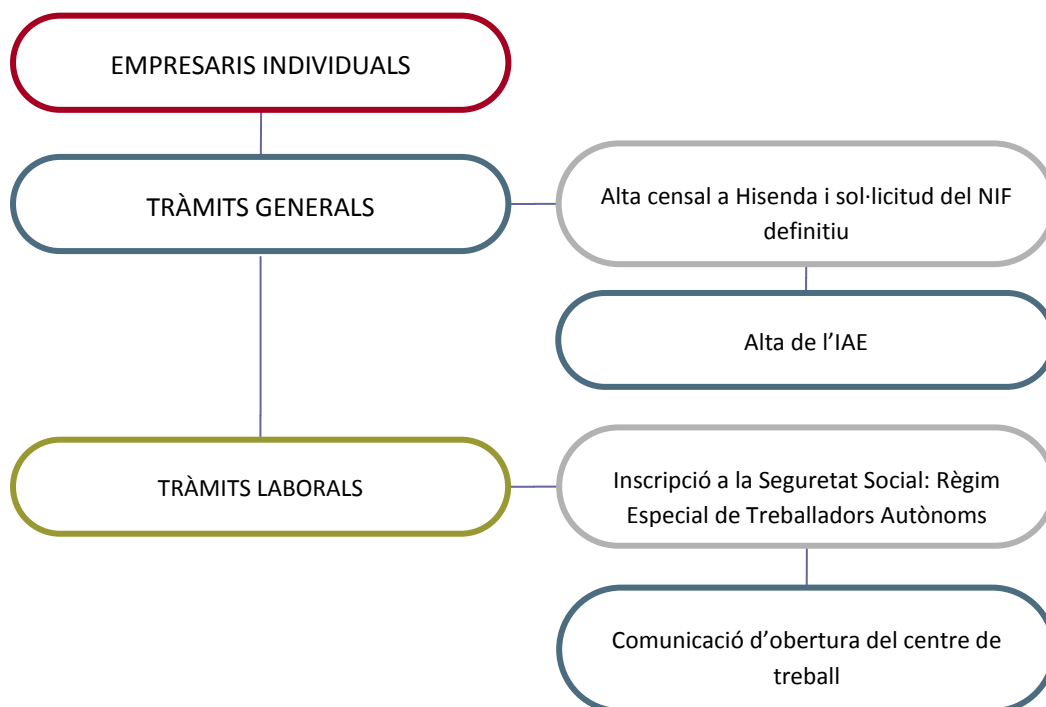 EMPRESARIS INDIVIDUALS
TRÀMITS GENERALS
Alta censal a Hisenda i sol·licitud del NIF
definitiu
Alta de l’IAE
TRÀMITS LABORALS
Inscripció a la Seguretat Social: Règim
Especial de Treballadors Autònoms
Comunicació d’obertura del centre de
treball